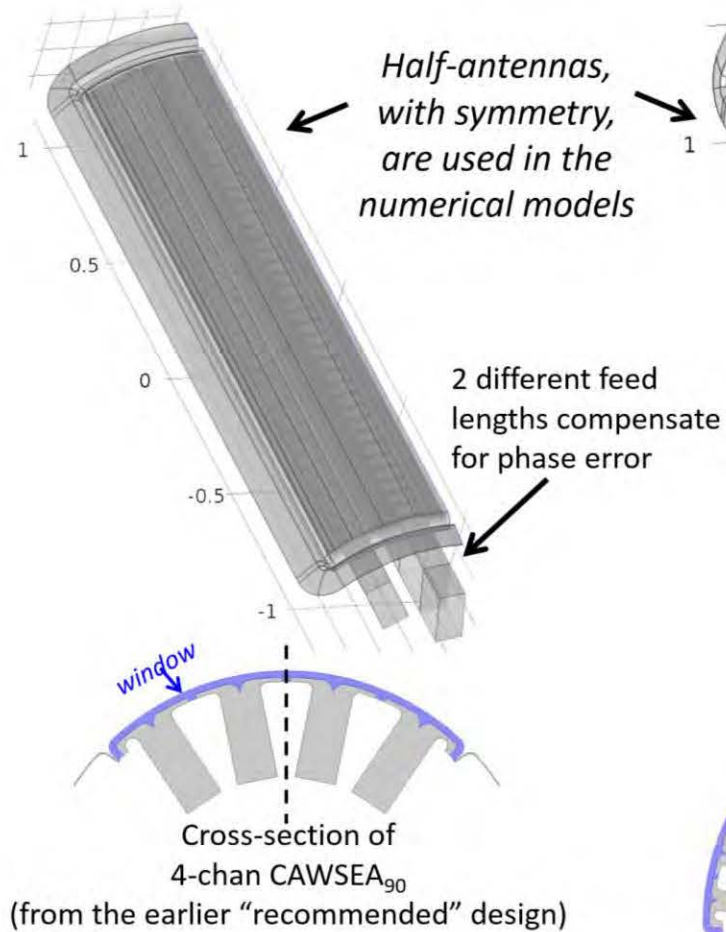 Half-antennas,
with symmetry,
are used in the
numerical models
1
1
0.5
0
2 different feed
lengths compensate
for phase error
-0.5
-1
window
Cross-section of
4-chan CAWSEA90
(from the earlier “recommended” design)